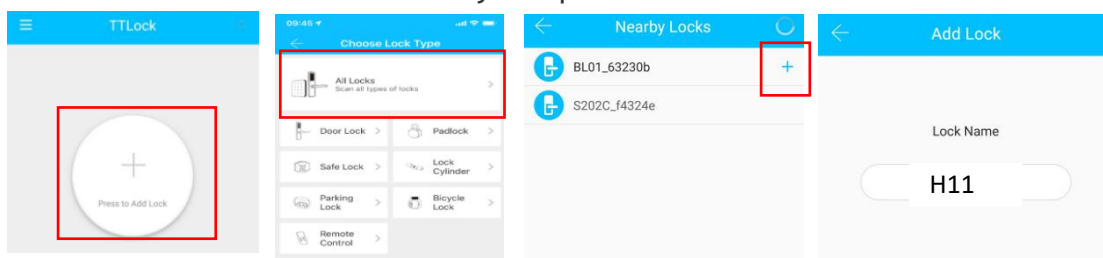 TTLock
Press to Add Lock
09:45
Choose Lock Type
All Locks
Scan all types of locks
Door Lock
Padlock
Safe Lock
Lock
Cylinder
Parking
Lock
Bicycle
Lock
Remote
Control
Nearby Locks
BL01_63230b
S202C_f4324e
Add Lock
Lock Name
H11